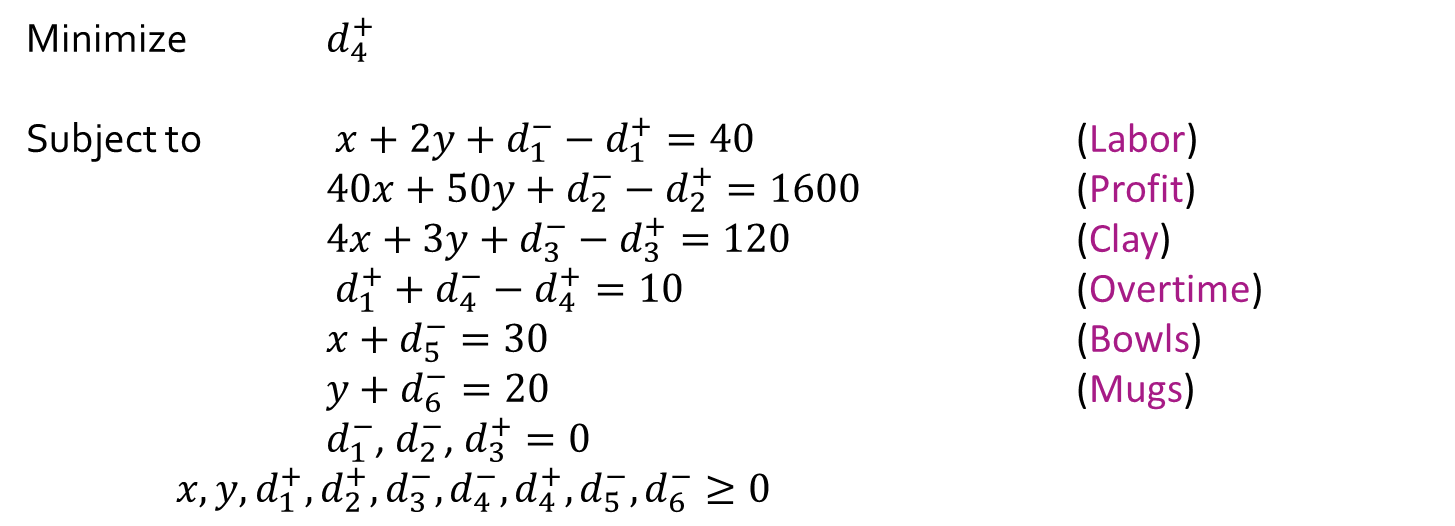 Minimize d₄⁺
Subject to x + 2y + d₁⁻ − d₁⁺ = 40 (Labor)
40x + 50y + d₂⁻ − d₂⁺ = 1600 (Profit)
4x + 3y + d₃⁻ − d₃⁺ = 120 (Clay)
d₁⁺ + d₄⁻ − d₄⁺ = 10 (Overtime)
x + d₅⁻ = 30 (Bowls)
y + d₆⁻ = 20 (Mugs)
d₁⁻, d₂⁻, d₃⁺ = 0
x, y, d₁⁺, d₂⁺, d₃⁻, d₄⁻, d₄⁺, d₅⁻, d₆⁻ ≥ 0